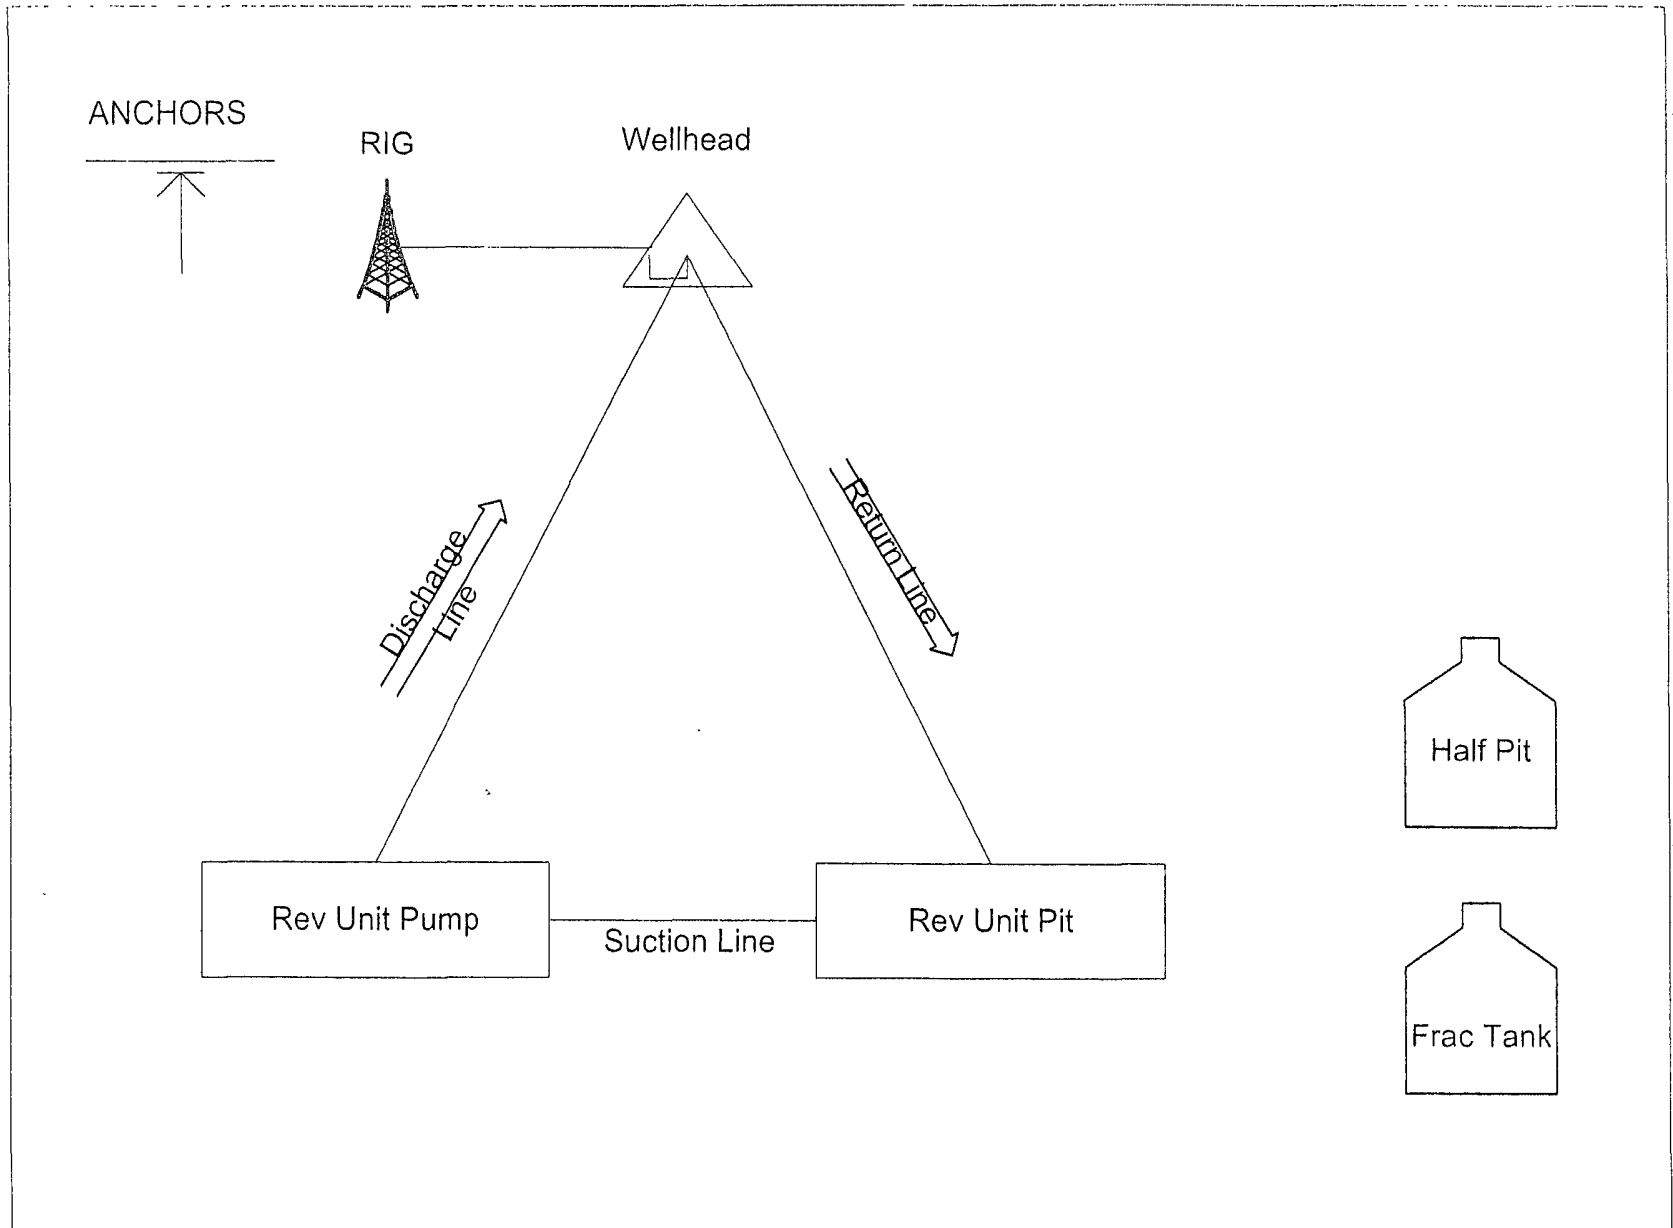 ANCHORS
RIG
Wellhead
Discharge
Line
Return Line
Half Pit
Rev Unit Pump
Suction Line
Rev Unit Pit
Frac Tank